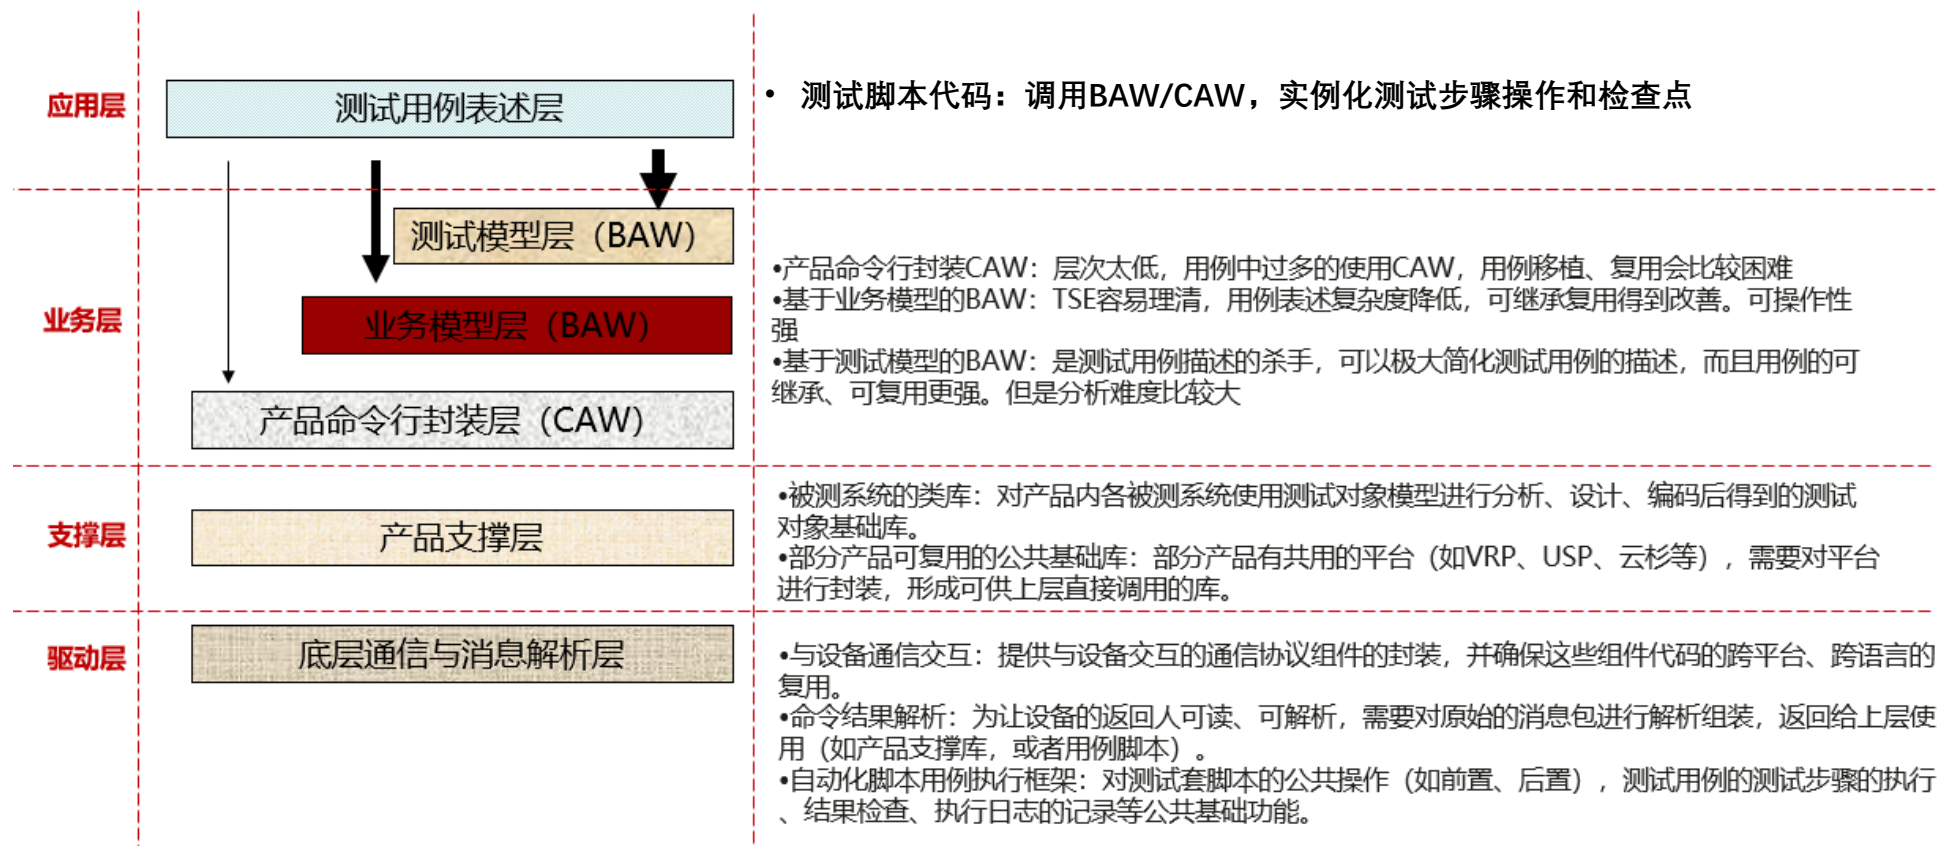 应用层
测试用例表述层
• 测试脚本代码：调用BAW/CAW，实例化测试步骤操作和检查点
业务层
测试模型层（BAW）
业务模型层（BAW）
产品命令行封装层（CAW）
•产品命令行封装CAW：层次太低，用例中过多的使用CAW，用例移植、复用会比较困难
•基于业务模型的BAW：TSE容易理清，用例表述复杂度降低，可继承复用得到改善。可操作性
强
•基于测试模型的BAW：是测试用例描述的杀手，可以极大简化测试用例的描述，而且用例的可
继承、可复用更强。但是分析难度比较大
支撑层
产品支撑层
•被测系统的类库：对产品内各被测系统使用测试对象模型进行分析、设计、编码后得到的测试
对象基础库。
•部分产品可复用的公共基础库：部分产品有共用的平台（如VRP、USP、云杉等），需要对平台
进行封装，形成可供上层直接调用的库。
驱动层
底层通信与消息解析层
•与设备通信交互：提供与设备交互的通信协议组件的封装，并确保这些组件代码的跨平台、跨语言的
复用。
•命令结果解析：为让设备的返回人可读、可解析，需要对原始的消息包进行解析组装，返回给上层使
用（如产品支撑库，或者用例脚本）。
•自动化脚本用例执行框架：对测试套脚本的公共操作（如前置、后置），测试用例的测试步骤的执行
、结果检查、执行日志的记录等公共基础功能。